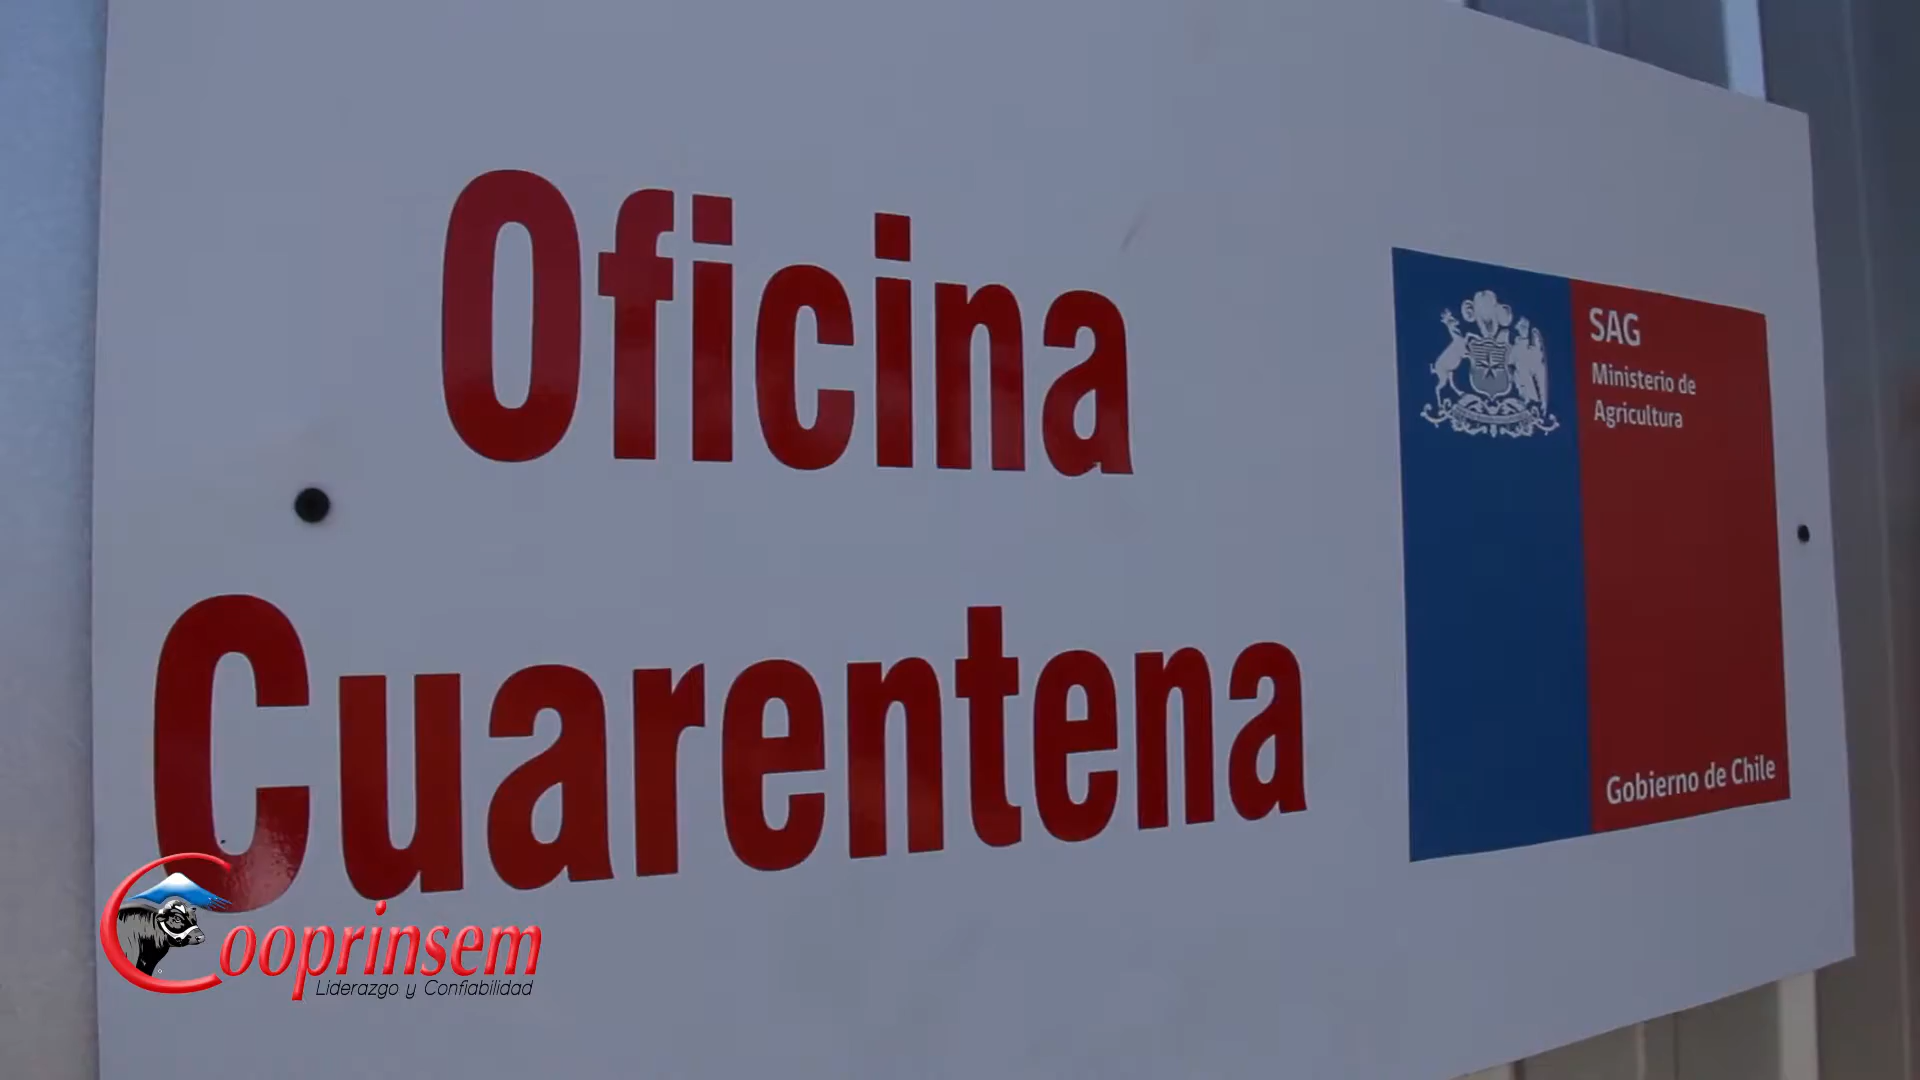 Oficina
Cuarentena
SAG
Ministerio de
Agricultura
Gobierno de Chile
Cooprinsem
Liderazgo y Confiabilidad